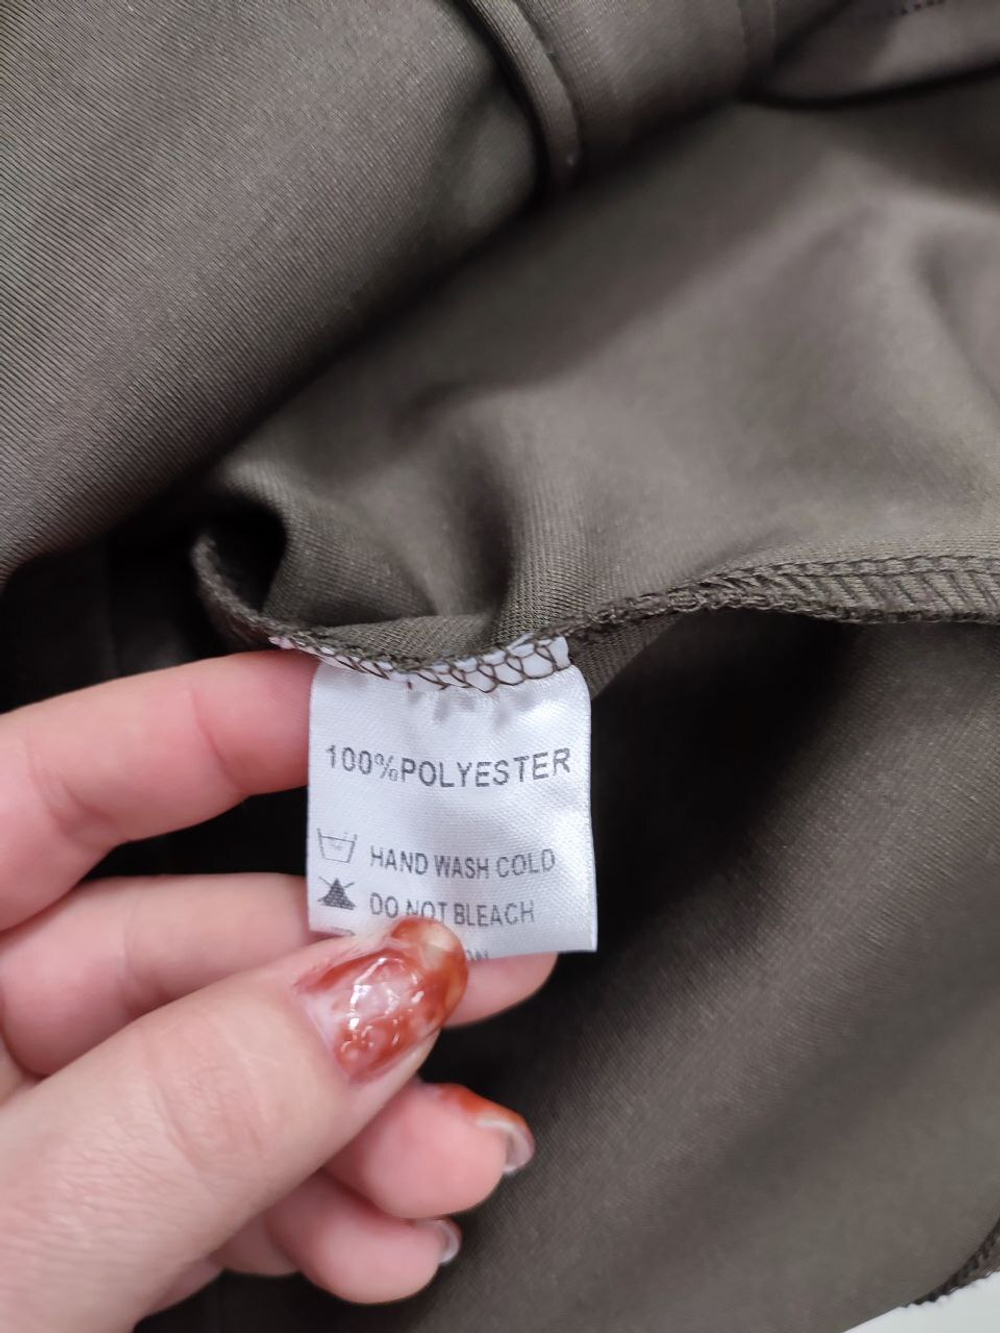 100%POLYESTER
HAND WASH COLD
DO NOT BLEACH